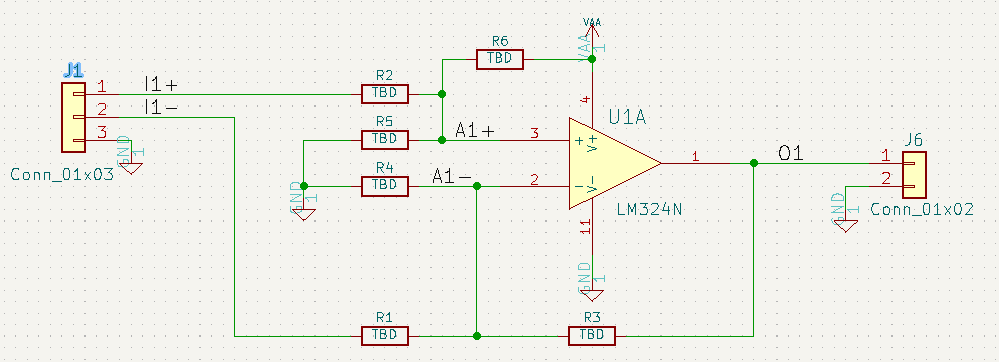 VAA
VAA
1
R6
TBD
J1
1
I1+
2
I1-
3
GND
1
Conn_01x03
R2
TBD
R5
TBD
A1+
3
R4
TBD
A1-
2
GND
1
4
U1A
+
V+
-
V-
1
LM324N
11
GND
1
O1
J6
1
2
Conn_01x02
GND
1
R1
TBD
R3
TBD